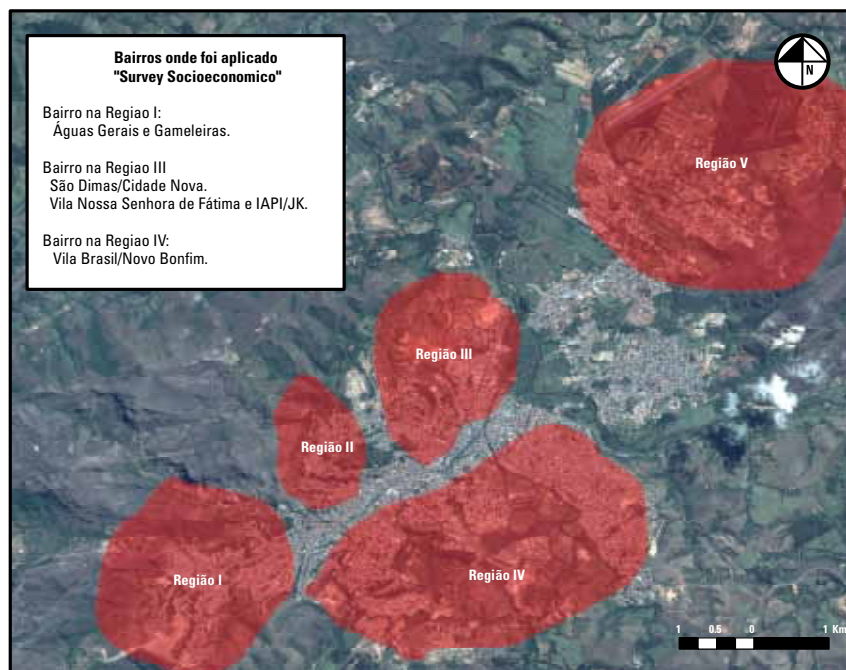 Bairros onde foi aplicado
"Survey Socioeconomico"
Bairro na Regiao I:
Águas Gerais e Gameleiras.
Bairro na Regiao III
São Dimas/Cidade Nova.
Vila Nossa Senhora de Fátima e IAPI/JK.
Bairro na Regiao IV:
Vila Brasil/Novo Bonfim.
N
Região V
Região III
Região II
Região I
Região IV
1 0.5 0 1 Km